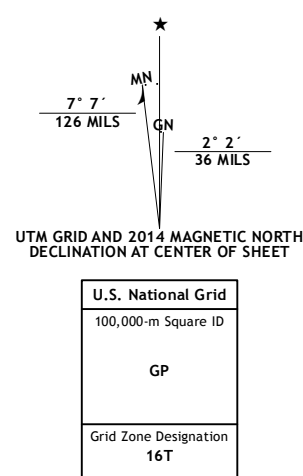 ★
MN
7° 7´
126 MILS
GN
2° 2´
36 MILS
UTM GRID AND 2014 MAGNETIC NORTH
DECLINATION AT CENTER OF SHEET
U.S. National Grid
100,000-m Square ID
GP
Grid Zone Designation
16T